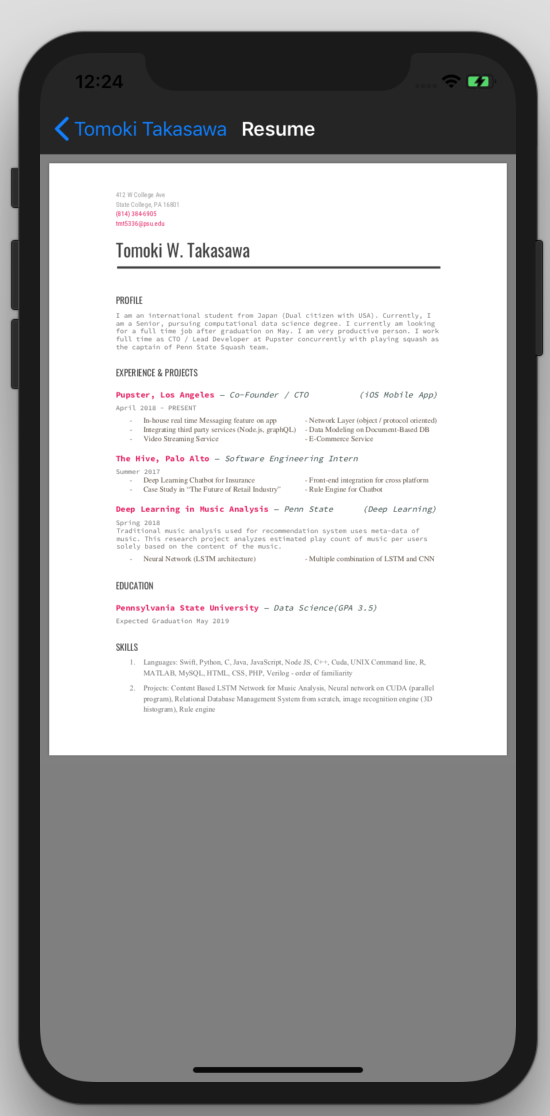 12:24
Tomoki Takasawa Resume
412 W College Ave
State College, PA 16801
(814) 384-6905
tmt5336@psu.edu
Tomoki W. Takasawa
PROFILE
I am an international student from Japan (Dual citizen with USA). Currently, I
am a Senior, pursuing computational data science degree. I currently am looking
for a full time job after graduation on May. I am very productive person. I work
full time as CTO / Lead Developer at Pupster concurrently with playing squash as
the captain of Penn State Squash team.
EXPERIENCE & PROJECTS
Pupster, Los Angeles — Co-Founder / CTO (iOS Mobile App)
April 2018 - PRESENT
- In-house real time Messaging feature on app - Network Layer (object / protocol oriented)
- Integrating third party services (Node.js, graphQL) - Data Modeling on Document-Based DB
- Video Streaming Service - E-Commerce Service
The Hive, Palo Alto — Software Engineering Intern
Summer 2017
- Deep Learning Chatbot for Insurance - Front-end integration for cross platform
- Case Study in “The Future of Retail Industry” - Rule Engine for Chatbot
Deep Learning in Music Analysis — Penn State (Deep Learning)
Spring 2018
Traditional music analysis used for recommendation system uses meta-data of
music. This research project analyzes estimated play count of music per users
solely based on the content of the music.
- Neural Network (LSTM architecture) - Multiple combination of LSTM and CNN
EDUCATION
Pennsylvania State University — Data Science(GPA 3.5)
Expected Graduation May 2019
SKILLS
1. Languages: Swift, Python, C, Java, JavaScript, Node JS, C++, Cuda, UNIX Command line, R,
MATLAB, MySQL, HTML, CSS, PHP, Verilog - order of familiarity
2. Projects: Content Based LSTM Network for Music Analysis, Neural network on CUDA (parallel
program), Relational Database Management System from scratch, image recognition engine (3D
histogram), Rule engine